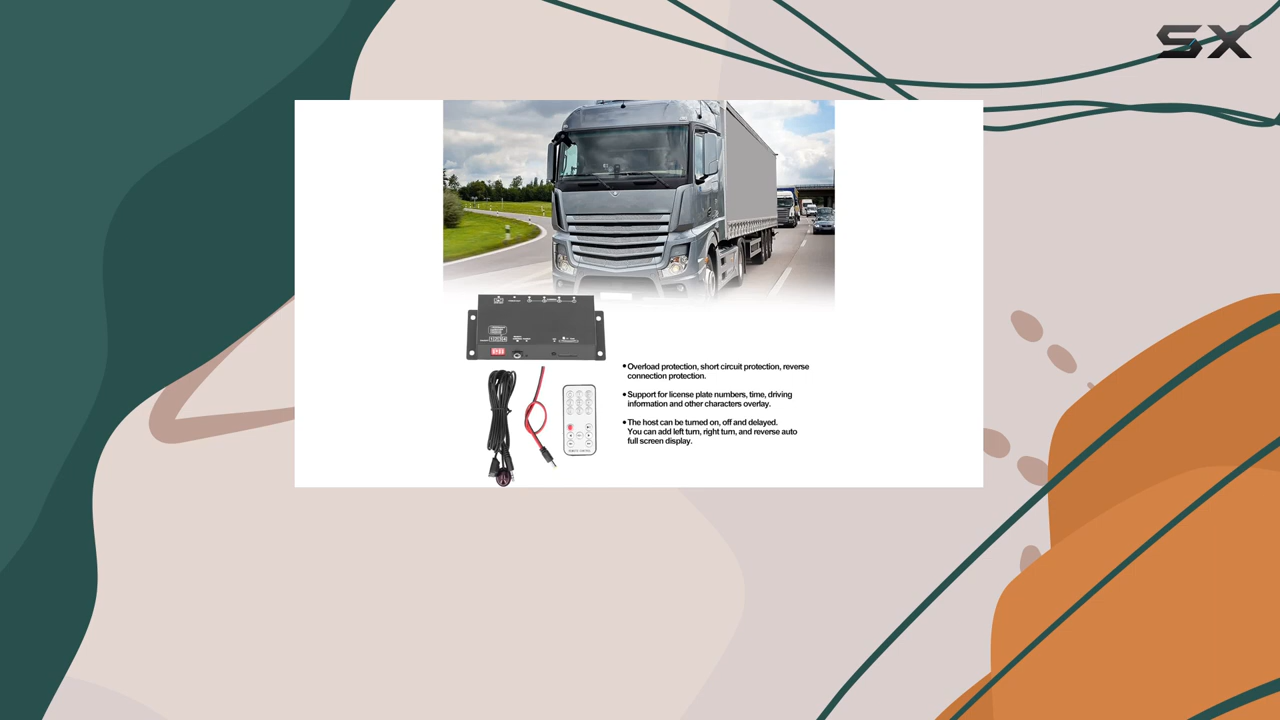 SX
•Overload protection, short circuit protection, reverse
connection protection.
•Support for license plate numbers, time, driving
information and other characters overlay.
•The host can be turned on, off and delayed.
You can add left turn, right turn, and reverse auto
full screen display.